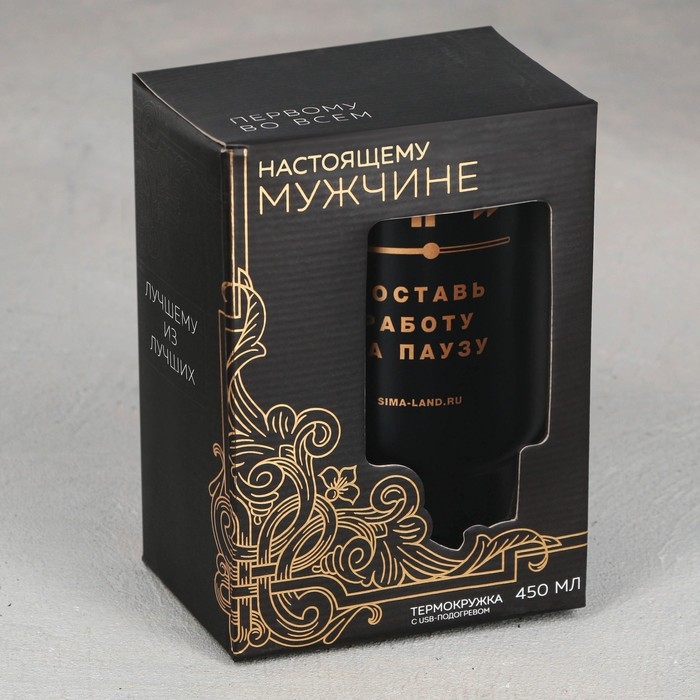 ПЕРВОМУ
ВО ВСЕМ
НАСТОЯЩЕМУ
МУЖЧИНЕ
ЛУЧШЕМУ
ИЗ
ЛУЧШИХ
ОСТАВЬ
РАБОТУ
А ПАУЗУ
SIMA-LAND.RU
ТЕРМОКРУЖКА
С USB-ПОДОГРЕВОМ
450 МЛ